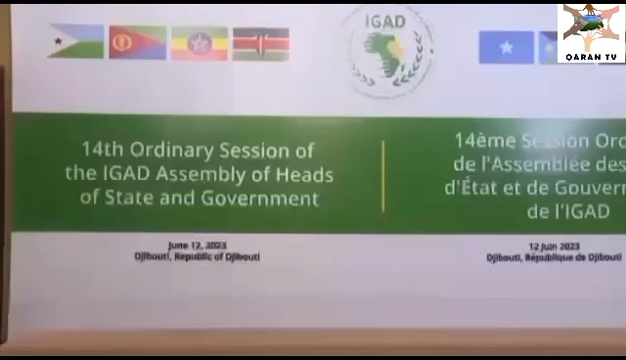 IGAD
QARAN TV
14th Ordinary Session of
the IGAD Assembly of Heads
of State and Government
14ème Session Ord
de l'Assemblée des
d'État et de Gouver
de l'IGAD
June 12, 2023
Djibouti, Republic of Djibouti
12 Juin 2023
Djibouti, République de Djibouti